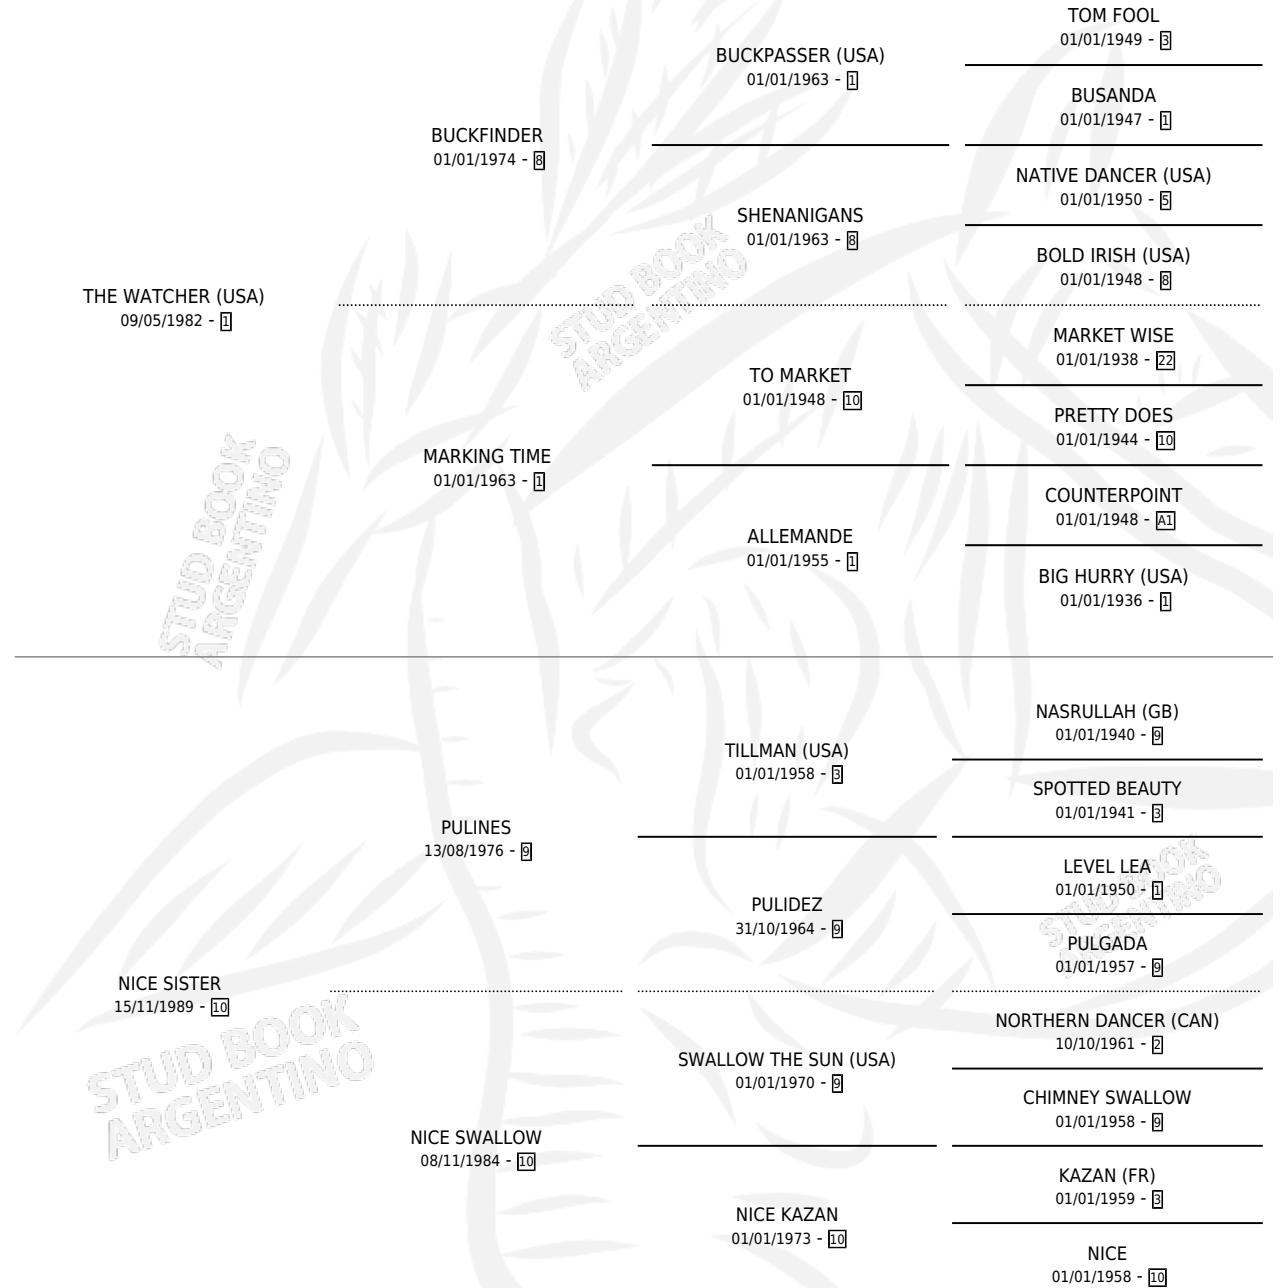 TOM FOOL
01/01/1949 - 3
BUCKPASSER (USA)
01/01/1963 - 1
BUSANDA
01/01/1947 - 1
BUCKFINDER
01/01/1974 - 8
NATIVE DANCER (USA)
01/01/1950 - 5
SHENANIGANS
01/01/1963 - 8
BOLD IRISH (USA)
01/01/1948 - 8
THE WATCHER (USA)
09/05/1982 - 1
MARKET WISE
01/01/1938 - 22
TO MARKET
01/01/1948 - 10
PRETTY DOES
01/01/1944 - 10
MARKING TIME
01/01/1963 - 1
COUNTERPOINT
01/01/1948 - A1
ALLEMANDE
01/01/1955 - 1
BIG HURRY (USA)
01/01/1936 - 1
NASRULLAH (GB)
01/01/1940 - 9
TILLMAN (USA)
01/01/1958 - 3
SPOTTED BEAUTY
01/01/1941 - 3
PULINES
13/08/1976 - 9
LEVEL LEA
01/01/1950 - 1
PULIDEZ
31/10/1964 - 9
PULGADA
01/01/1957 - 9
NICE SISTER
15/11/1989 - 10
NORTHERN DANCER (CAN)
10/10/1961 - 2
SWALLOW THE SUN (USA)
01/01/1970 - 9
CHIMNEY SWALLOW
01/01/1958 - 9
NICE SWALLOW
08/11/1984 - 10
KAZAN (FR)
01/01/1959 - 3
NICE KAZAN
01/01/1973 - 10
NICE
01/01/1958 - 10
STUD BOOK
ARGENTINO
STUD BOOK
ARGENTINO
STUD BOOK
ARGENTINO
STUD BOOK
ARGENTINO